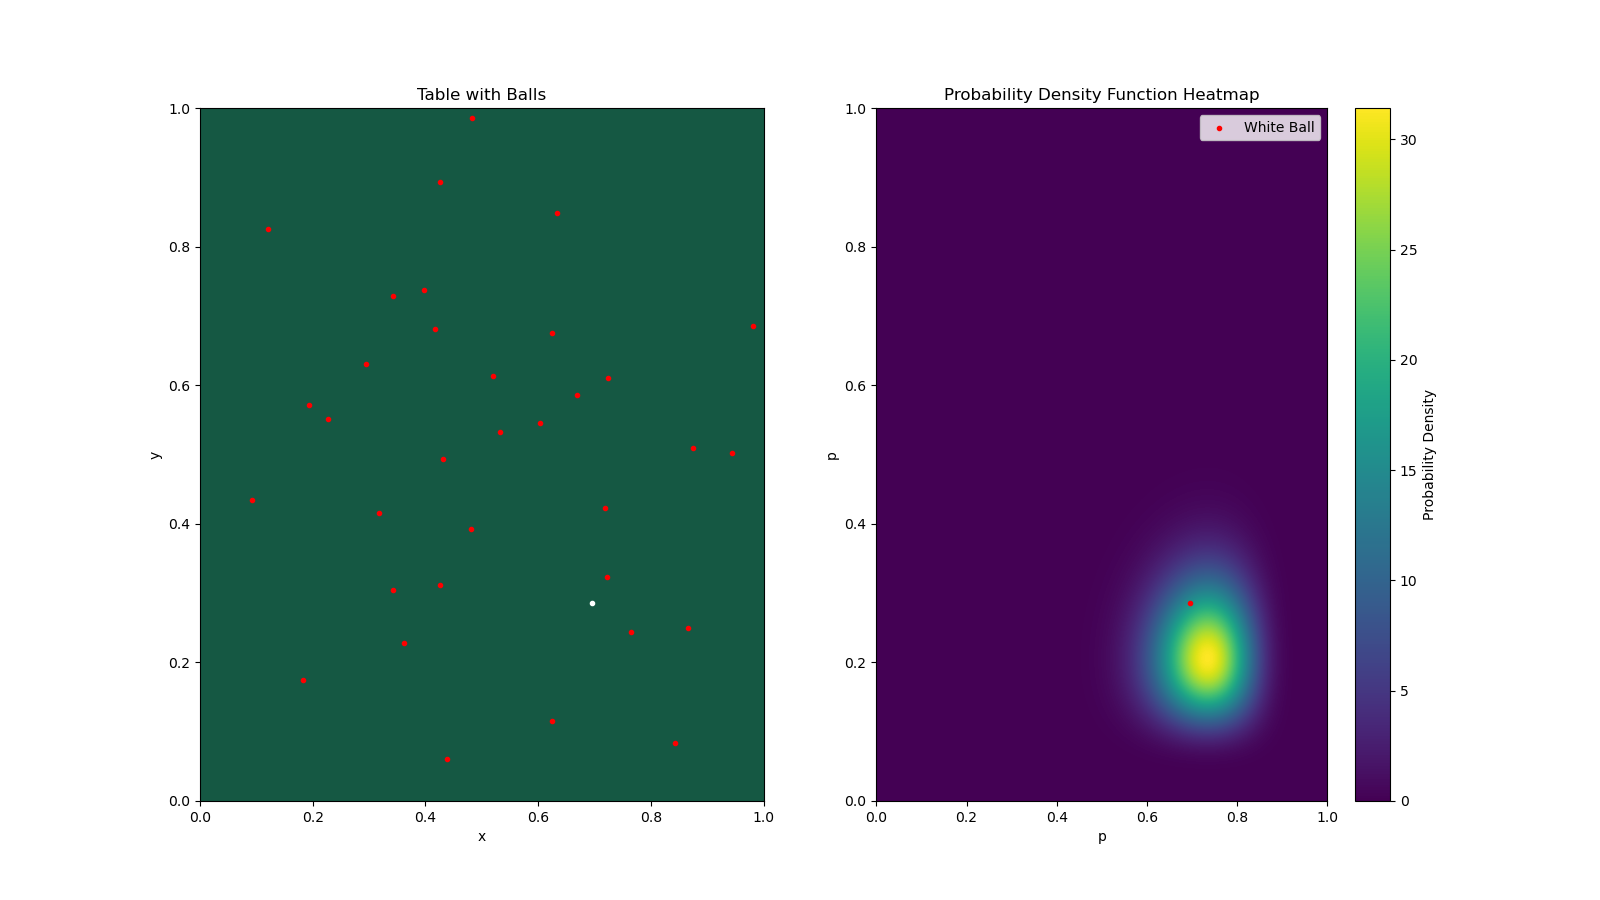 Table with Balls
1.0
0.8
0.6
0.4
0.2
0.0
y
0.0 0.2 0.4 0.6 0.8 1.0
x
Probability Density Function Heatmap
White Ball
1.0
0.8
0.6
0.4
0.2
0.0
p
0.0 0.2 0.4 0.6 0.8 1.0
p
30
25
20
15
10
5
0
Probability Density